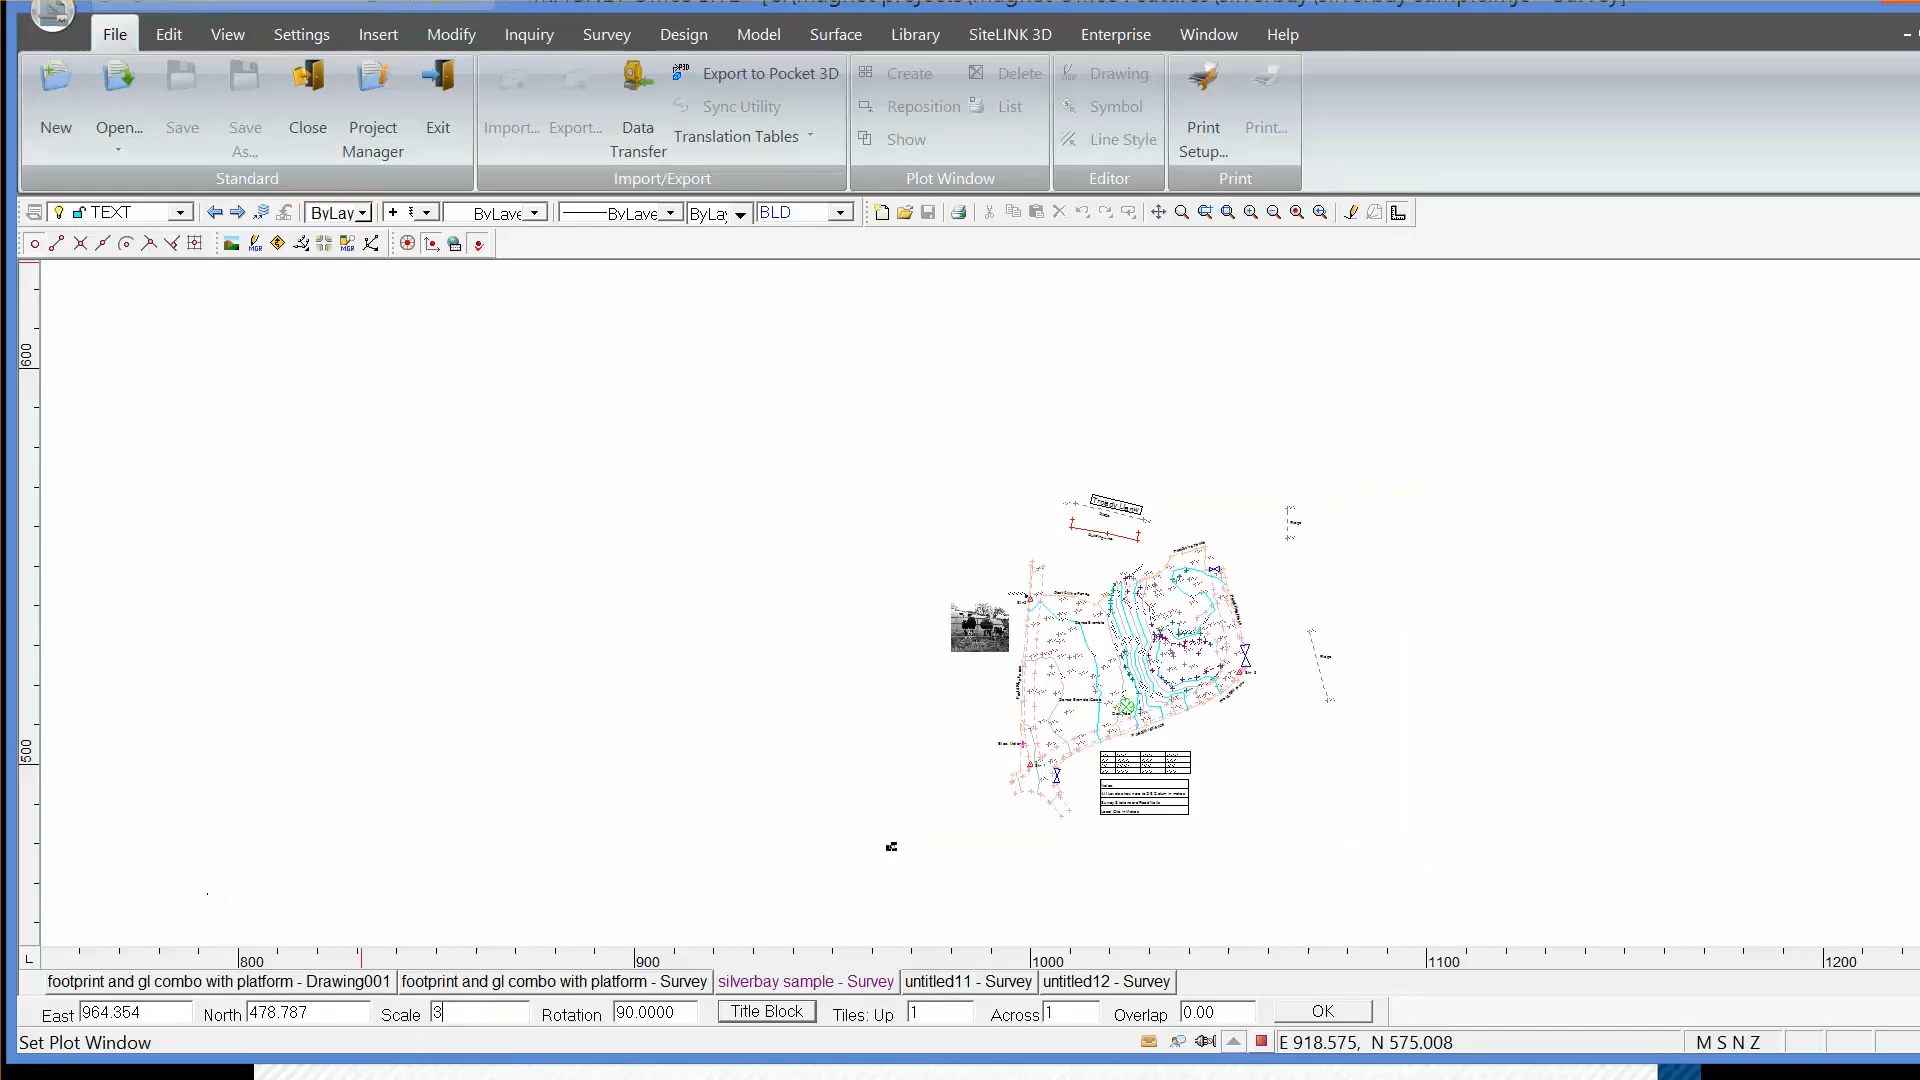 File Edit View Settings Insert Modify Inquiry Survey Design Model Surface Library SiteLINK 3D Enterprise Window Help
New
Open...
Save
Save
As...
Close
Project
Manager
Exit
Standard
Import...
Export...
Data
Transfer
Export to Pocket 3D
Sync Utility
Translation Tables
Import/Export
Create
Delete
Reposition
List
Show
Plot Window
Drawing
Symbol
Line Style
Editor
Print
Setup...
Print...
Print
TEXT
ByLay
ByLaye
ByLaye
ByLay
BLD
600
500
800 900 1000 1100 1200
footprint and gl combo with platform - Drawing001
footprint and gl combo with platform - Survey
silverbay sample - Survey
untitled11 - Survey
untitled12 - Survey
East 964.354 North 478.787 Scale 3 Rotation 90.0000 Title Block Tiles: Up 1 Across 1 Overlap 0.00 OK
Set Plot Window
E 918.575, N 575.008
M S N Z